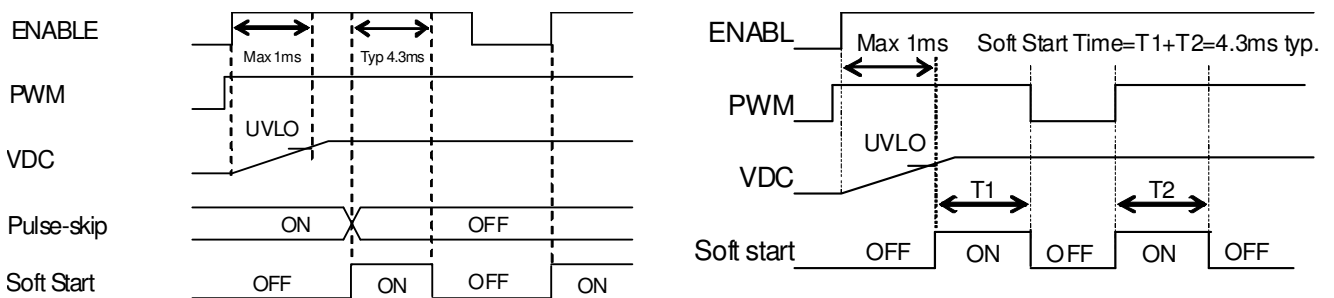 ENABLE
Max 1ms
Typ 4.3ms
PWM
UVLO
VDC
Pulse-skip
ON
OFF
Soft Start
OFF
ON
OFF
ON
ENABL
Max 1ms
Soft Start Time=T1+T2=4.3ms typ.
PWM
UVLO
VDC
T1
T2
Soft start
OFF
ON
OFF
ON
OFF